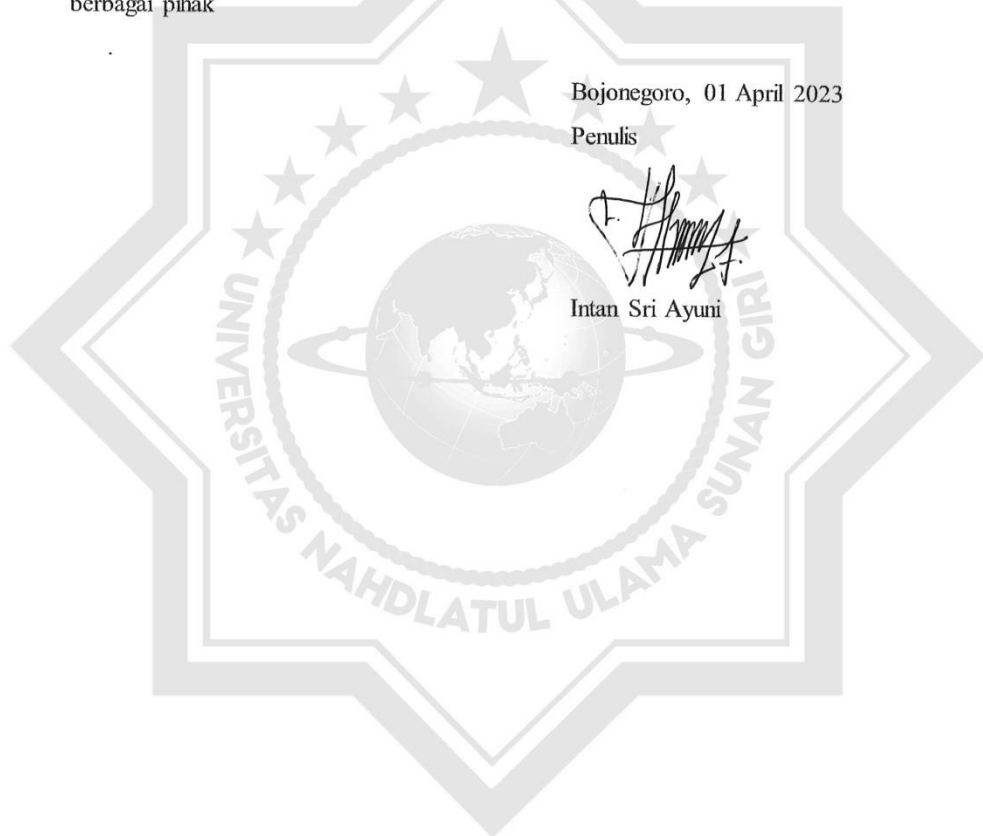 berbagai pihak
.
Bojonegoro, 01 April 2023
Penulis
Intan Sri Ayuni
UNIVERSITAS NAHDLATUL ULAMA SUNAN GIRI